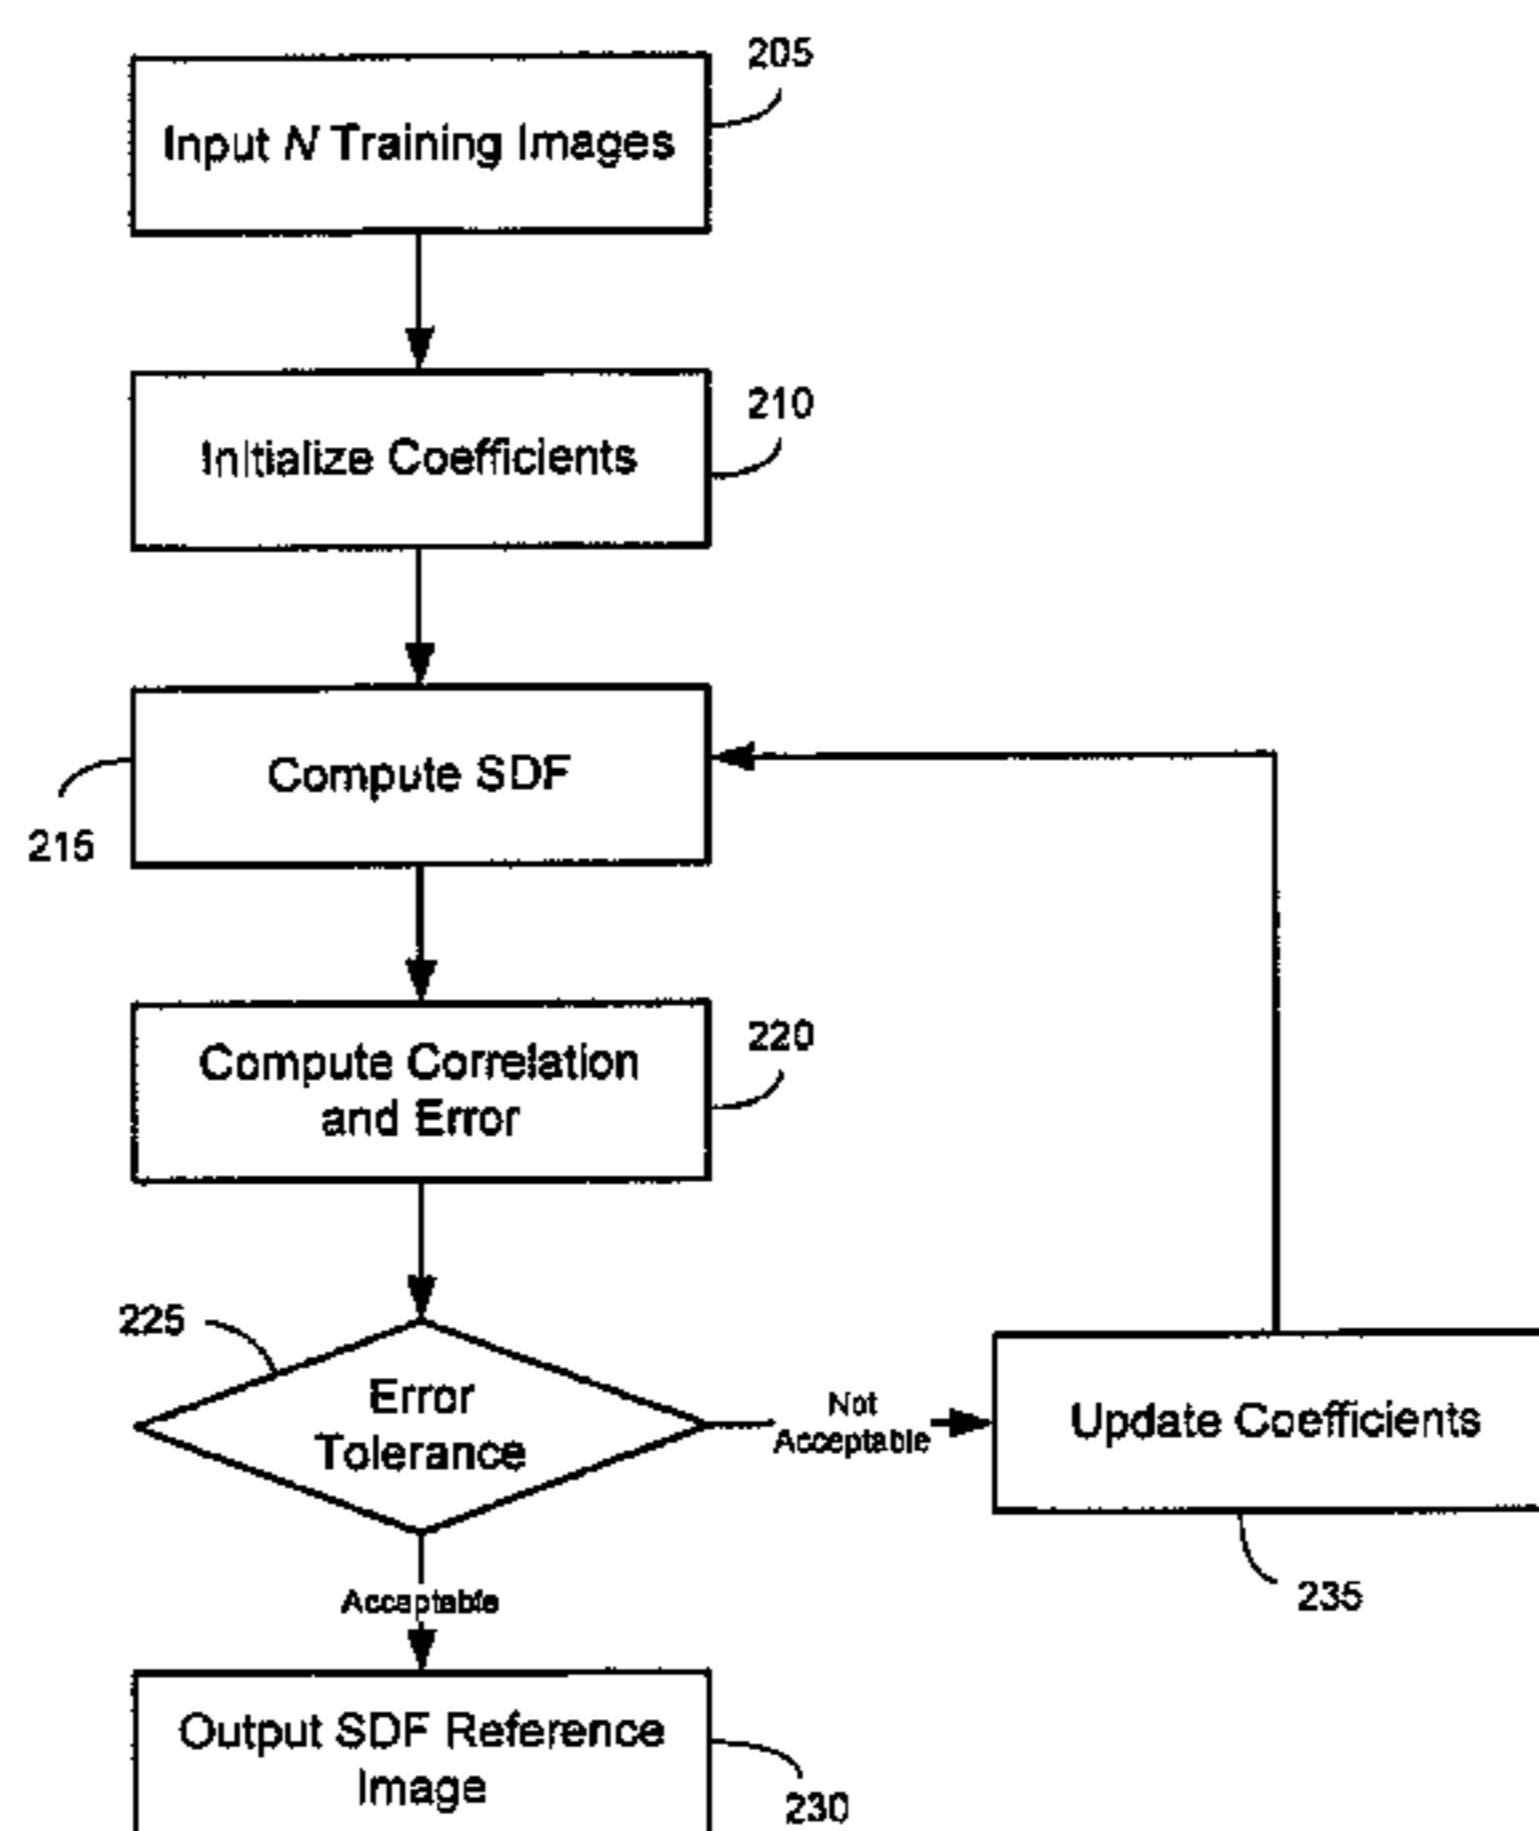 205
Input N Training Images
210
Initialize Coefficients
Compute SDF
215
220
Compute Correlation
and Error
225
Error
Tolerance
Not
Acceptable
Update Coefficients
235
Acceptable
Output SDF Reference
Image
230